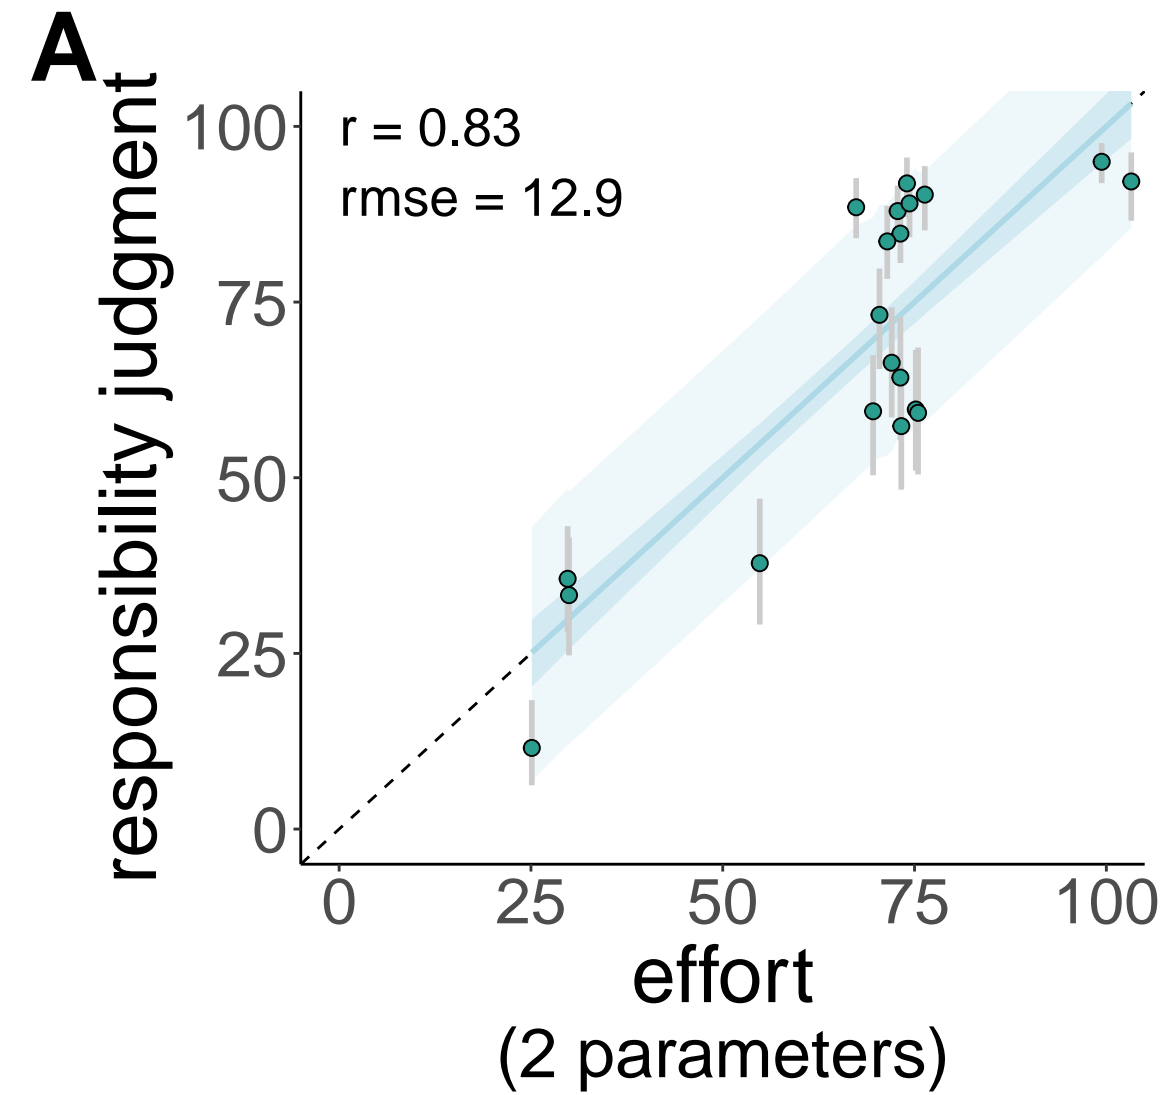 A
r = 0.83
rmse = 12.9
responsibility judgment
100
75
50
25
0
0 25 50 75 100
effort
(2 parameters)